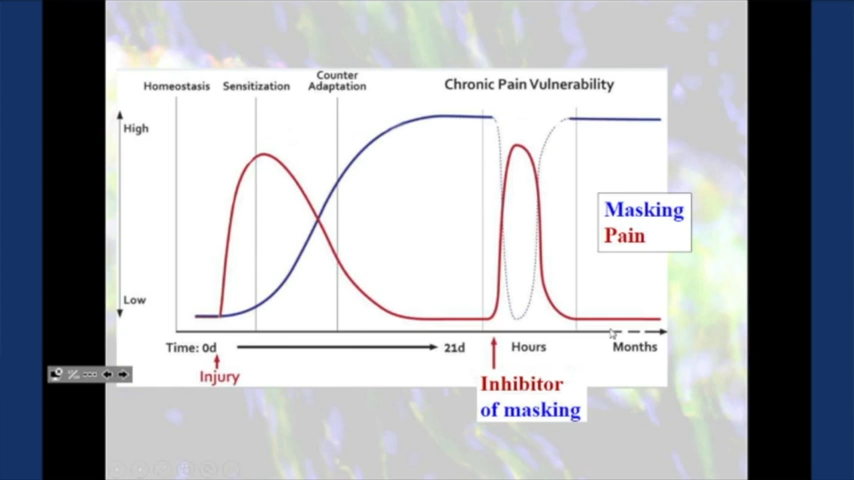 Homeostasis Sensitization Counter Adaptation Chronic Pain Vulnerability
High
Masking
Pain
Low
Time: 0d 21d Hours Months
Injury
Inhibitor
of masking